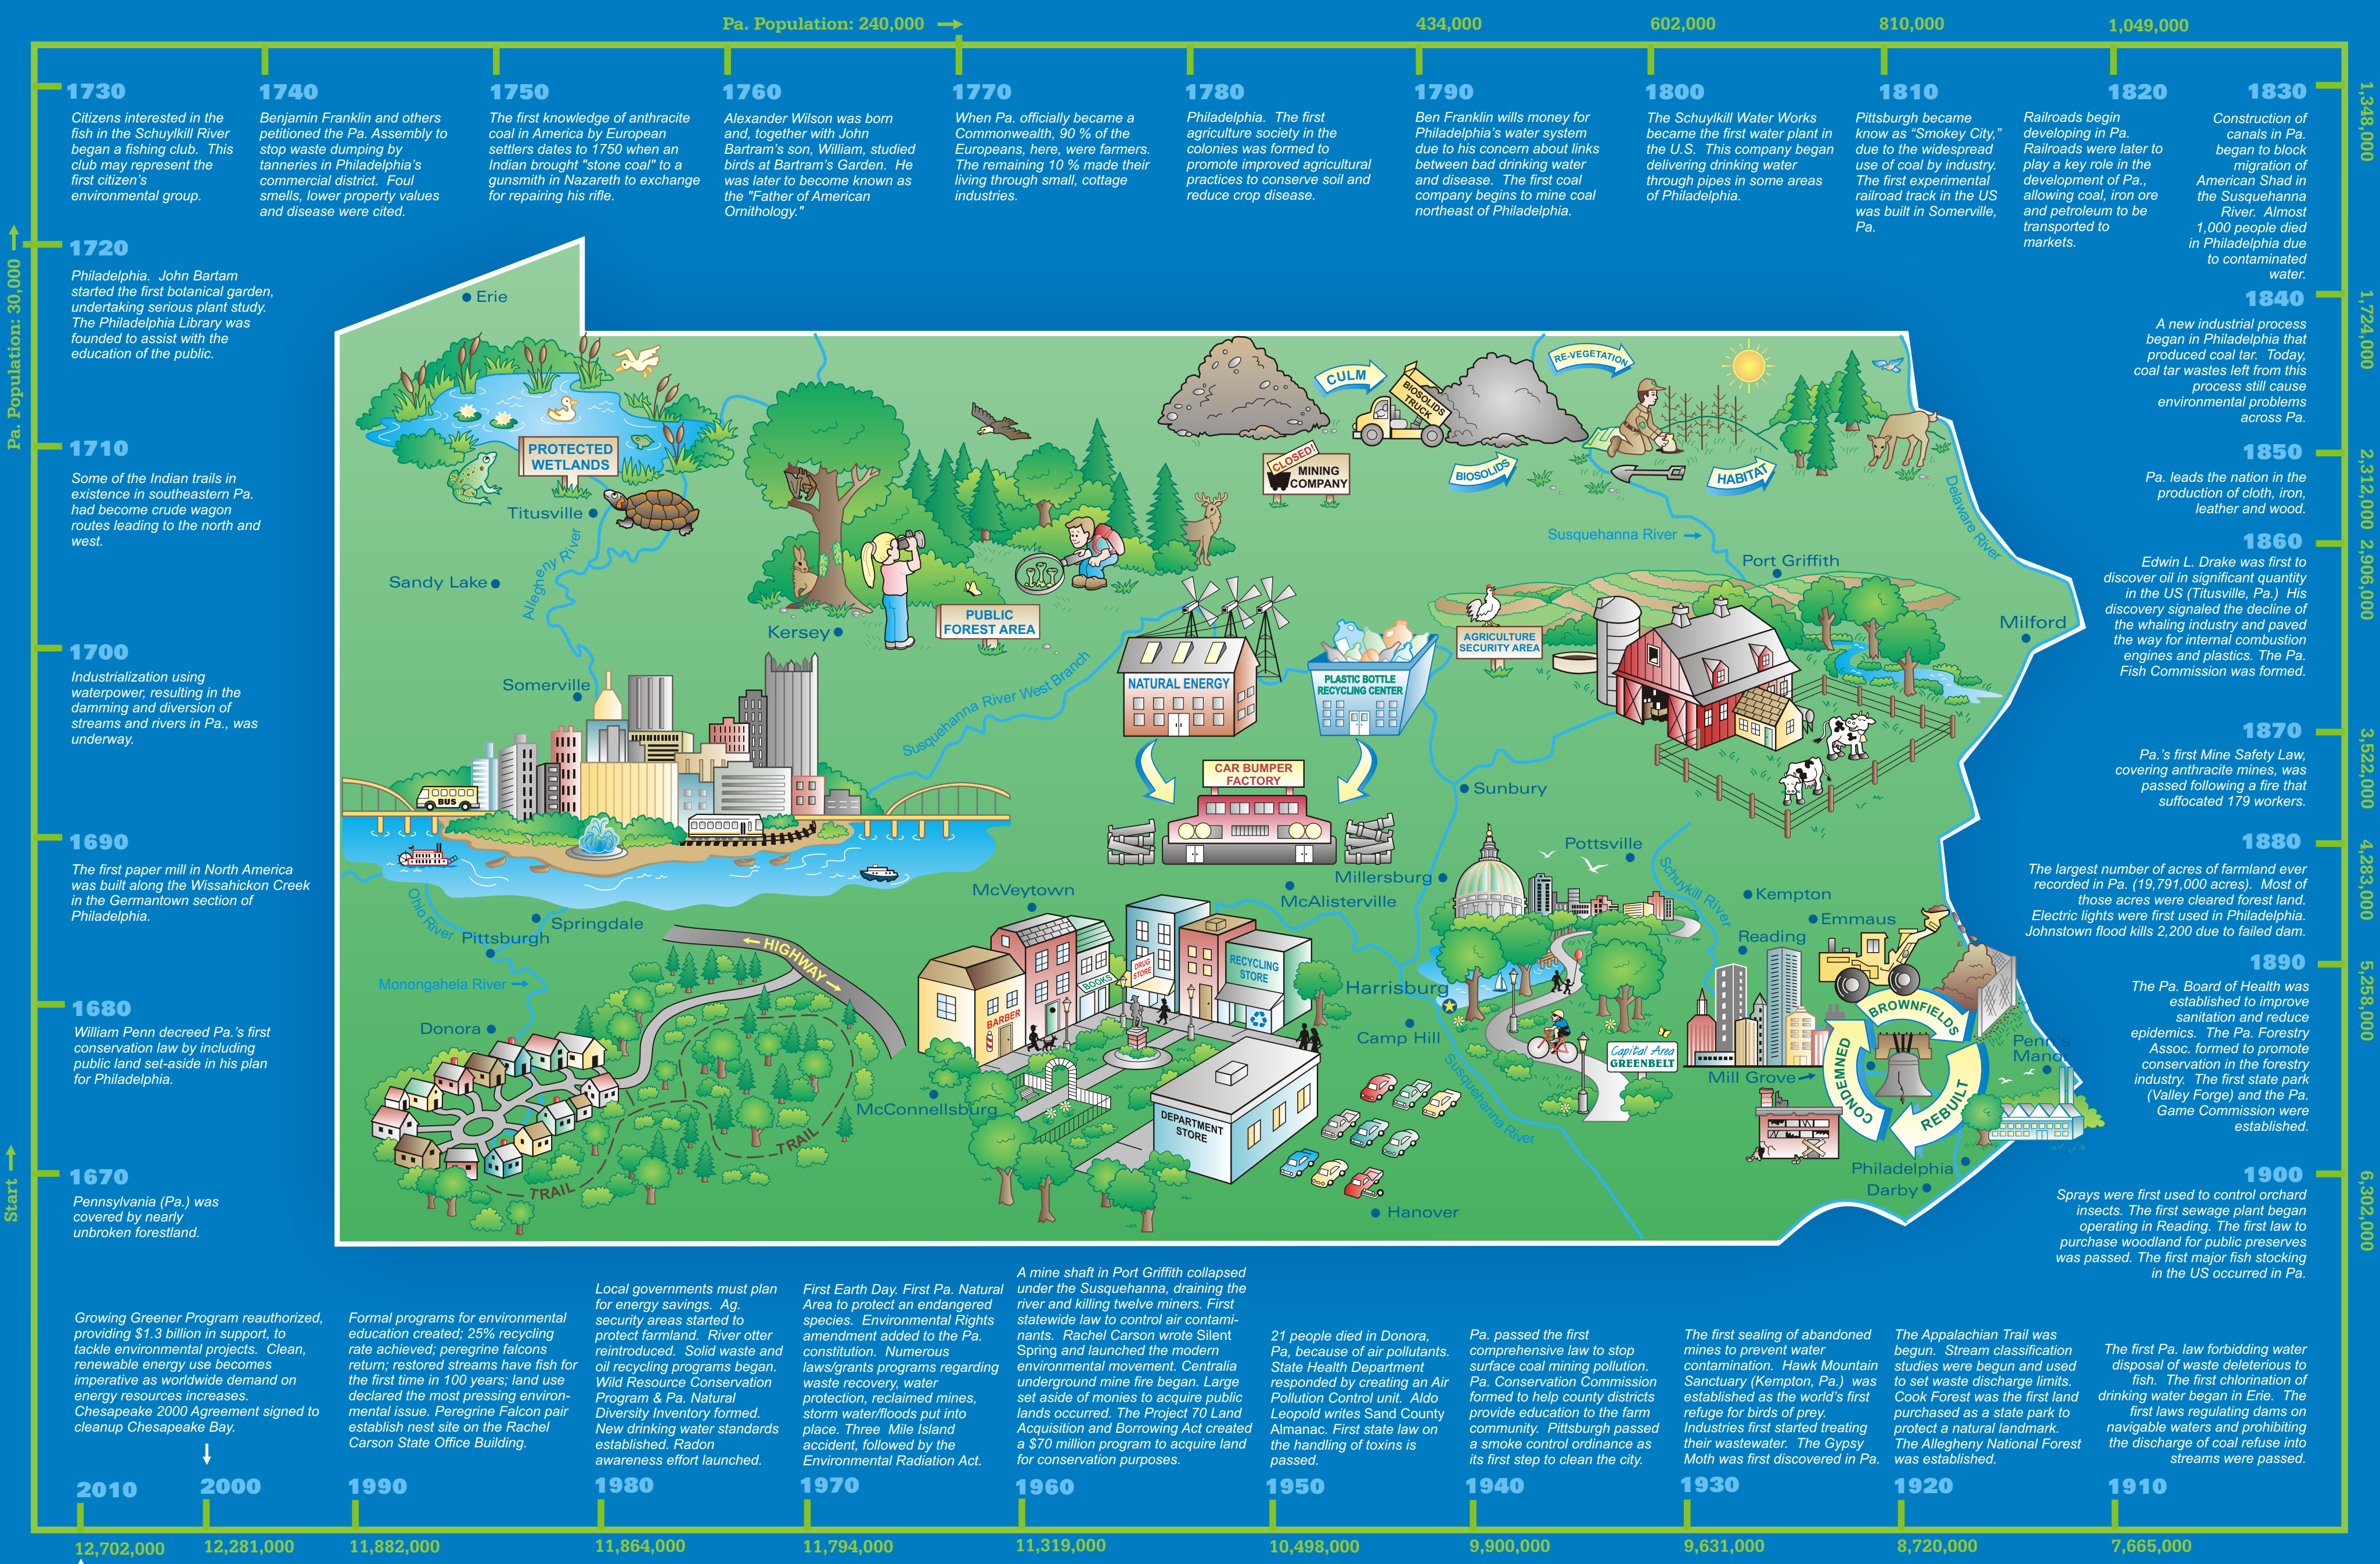 Pa. Population: 240,000
434,000
602,000
810,000
1,049,000
1730
Citizens interested in the
fish in the Schuylkill River
began a fishing club. This
club may represent the
first citizen's
environmental group.
1740
Benjamin Franklin and others
petitioned the Pa. Assembly to
stop waste dumping by
tanneries in Philadelphia's
commercial district. Foul
smells, lower property values
and disease were cited.
1750
The first knowledge of anthracite
coal in America by European
settlers dates to 1750 when an
Indian brought "stone coal" to a
gunsmith in Nazareth to exchange
for repairing his rifle.
1760
Alexander Wilson was born
and, together with John
Bartram's son, William, studied
birds at Bartram's Garden. He
was later to become known as
the "Father of American
Ornithology."
1770
When Pa. officially became a
Commonwealth, 90 % of the
Europeans, here, were farmers.
The remaining 10 % made their
living through small, cottage
industries.
1780
Philadelphia. The first
agriculture society in the
colonies was formed to
promote improved agricultural
practices to conserve soil and
reduce crop disease.
1790
Ben Franklin wills money for
Philadelphia's water system
due to his concern about links
between bad drinking water
and disease. The first coal
company begins to mine coal
northeast of Philadelphia.
1800
The Schuylkill Water Works
became the first water plant in
the U.S. This company began
delivering drinking water
through pipes in some areas
of Philadelphia.
1810
Pittsburgh became
know as "Smokey City,"
due to the widespread
use of coal by industry.
The first experimental
railroad track in the US
was built in Somerville,
Pa.
1820
Railroads begin
developing in Pa.
Railroads were later to
play a key role in the
development of Pa.,
allowing coal, iron ore
and petroleum to be
transported to
markets.
1830
Construction of
canals in Pa.
began to block
migration of
American Shad in
the Susquehanna
River. Almost
1,000 people died
in Philadelphia due
to contaminated
water.
1,348,000
1840
A new industrial process
began in Philadelphia that
produced coal tar. Today,
coal tar wastes left from this
process still cause
environmental problems
across Pa.
1,724,000
1850
Pa. leads the nation in the
production of cloth, iron,
leather and wood.
2,312,000
1860
Edwin L. Drake was first to
discover oil in significant quantity
in the US (Titusville, Pa.) His
discovery signaled the decline of
the whaling industry and paved
the way for internal combustion
engines and plastics. The Pa.
Fish Commission was formed.
2,906,000
1870
Pa.'s first Mine Safety Law,
covering anthracite mines, was
passed following a fire that
suffocated 179 workers.
3,522,000
1880
The largest number of acres of farmland ever
recorded in Pa. (19,791,000 acres). Most of
those acres were cleared forest land.
Electric lights were first used in Philadelphia.
Johnstown flood kills 2,200 due to failed dam.
4,283,000
1890
The Pa. Board of Health was
established to improve
sanitation and reduce
epidemics. The Pa. Forestry
Assoc. formed to promote
conservation in the forestry
industry. The first state park
(Valley Forge) and the Pa.
Game Commission were
established.
5,258,000
1900
Sprays were first used to control orchard
insects. The first sewage plant began
operating in Reading. The first law to
purchase woodland for public preserves
was passed. The first major fish stocking
in the US occurred in Pa.
6,302,000
1720
Philadelphia. John Bartam
started the first botanical garden,
undertaking serious plant study.
The Philadelphia Library was
founded to assist with the
education of the public.
Pa. Population: 30,000
1710
Some of the Indian trails in
existence in southeastern Pa.
had become crude wagon
routes leading to the north and
west.
1700
Industrialization using
waterpower, resulting in the
damming and diversion of
streams and rivers in Pa., was
underway.
1690
The first paper mill in North America
was built along the Wissahickon Creek
in the Germantown section of
Philadelphia.
1680
William Penn decreed Pa.'s first
conservation law by including
public land set-aside in his plan
for Philadelphia.
1670
Pennsylvania (Pa.) was
covered by nearly
unbroken forestland.
Start
Erie
PROTECTED
WETLANDS
Titusville
Allegheny River
Sandy Lake
Kersey
PUBLIC
FOREST AREA
CULM
BIOSOLIDS
TRUCK
RE-VEGETATION
CLOSED!
MINING
COMPANY
BIOSOLIDS
HABITAT
Delaware River
Susquehanna River
Port Griffith
Milford
AGRICULTURE
SECURITY AREA
NATURAL ENERGY
PLASTIC BOTTLE
RECYCLING CENTER
CAR BUMPER
FACTORY
Susquehanna River West Branch
Somerville
BUS
Sunbury
Pottsville
Schuykill River
Millersburg
McAlisterville
McVeytown
Kempton
Emmaus
Reading
Ohio River
Springdale
Pittsburgh
Monongahela River
HIGHWAY
Donora
TRAIL
TRAIL
BARBER
BOOKS
DRUG
STORE
RECYCLING
STORE
DEPARTMENT
STORE
McConnellsburg
Harrisburg
Camp Hill
Susquehanna River
Capital Area
GREENBELT
Mill Grove
BROWNFIELDS
CONDEMNED
REBUILT
Penn's
Manor
Philadelphia
Darby
Hanover
Growing Greener Program reauthorized,
providing $1.3 billion in support, to
tackle environmental projects. Clean,
renewable energy use becomes
imperative as worldwide demand on
energy resources increases.
Chesapeake 2000 Agreement signed to
cleanup Chesapeake Bay.
2010
2000
12,702,000
12,281,000
Formal programs for environmental
education created; 25% recycling
rate achieved; peregrine falcons
return; restored streams have fish for
the first time in 100 years; land use
declared the most pressing environ-
mental issue. Peregrine Falcon pair
establish nest site on the Rachel
Carson State Office Building.
1990
11,882,000
Local governments must plan
for energy savings. Ag.
security areas started to
protect farmland. River otter
reintroduced. Solid waste and
oil recycling programs began.
Wild Resource Conservation
Program & Pa. Natural
Diversity Inventory formed.
New drinking water standards
established. Radon
awareness effort launched.
1980
11,864,000
First Earth Day. First Pa. Natural
Area to protect an endangered
species. Environmental Rights
amendment added to the Pa.
constitution. Numerous
laws/grants programs regarding
waste recovery, water
protection, reclaimed mines,
storm water/floods put into
place. Three Mile Island
accident, followed by the
Environmental Radiation Act.
1970
11,794,000
A mine shaft in Port Griffith collapsed
under the Susquehanna, draining the
river and killing twelve miners. First
statewide law to control air contami-
nants. Rachel Carson wrote Silent
Spring and launched the modern
environmental movement. Centralia
underground mine fire began. Large
set aside of monies to acquire public
lands occurred. The Project 70 Land
Acquisition and Borrowing Act created
a $70 million program to acquire land
for conservation purposes.
1960
11,319,000
21 people died in Donora,
Pa, because of air pollutants.
State Health Department
responded by creating an Air
Pollution Control unit. Aldo
Leopold writes Sand County
Almanac. First state law on
the handling of toxins is
passed.
1950
10,498,000
Pa. passed the first
comprehensive law to stop
surface coal mining pollution.
Pa. Conservation Commission
formed to help county districts
provide education to the farm
community. Pittsburgh passed
a smoke control ordinance as
its first step to clean the city.
1940
9,900,000
The first sealing of abandoned
mines to prevent water
contamination. Hawk Mountain
Sanctuary (Kempton, Pa.) was
established as the world's first
refuge for birds of prey.
Industries first started treating
their wastewater. The Gypsy
Moth was first discovered in Pa.
1930
9,631,000
The Appalachian Trail was
begun. Stream classification
studies were begun and used
to set waste discharge limits.
Cook Forest was the first land
purchased as a state park to
protect a natural landmark.
The Allegheny National Forest
was established.
1920
8,720,000
The first Pa. law forbidding water
disposal of waste deleterious to
fish. The first chlorination of
drinking water began in Erie. The
first laws regulating dams on
navigable waters and prohibiting
the discharge of coal refuse into
streams were passed.
1910
7,665,000